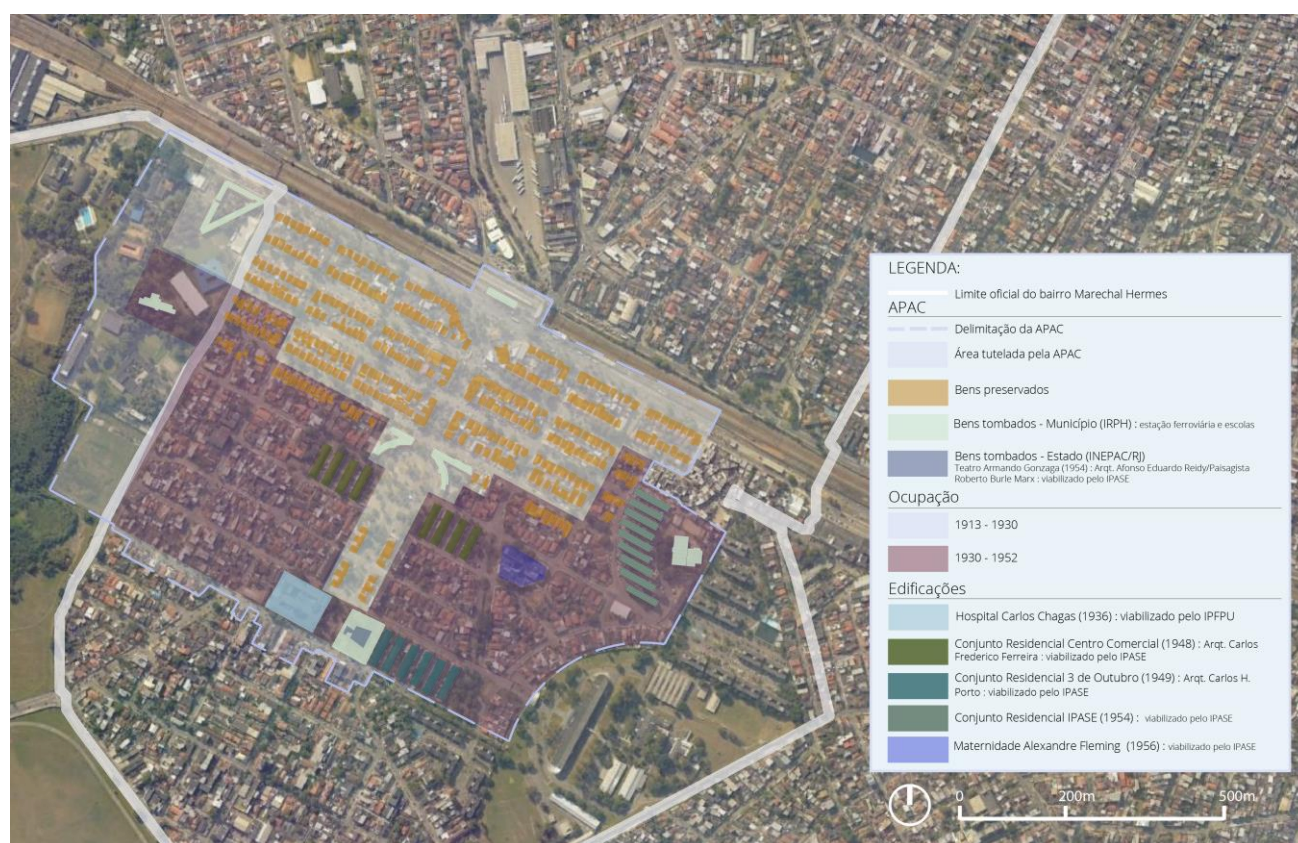 LEGENDA:
Limite oficial do bairro Marechal Hermes
APAC
Delimitação da APAC
Área tutelada pela APAC
Bens preservados
Bens tombados - Município (IRPH) : estação ferroviária e escolas
Bens tombados - Estado (INEPAC/RJ)
Teatro Armando Gonzaga (1954) : Arqt. Afonso Eduardo Reidy/Paisagista
Roberto Burle Marx : viabilizado pelo IPASE
Ocupação
1913 - 1930
1930 - 1952
Edificações
Hospital Carlos Chagas (1936) : viabilizado pelo IPFPU
Conjunto Residencial Centro Comercial (1948) : Arqt. Carlos
Frederico Ferreira : viabilizado pelo IPASE
Conjunto Residencial 3 de Outubro (1949) : Arqt. Carlos H.
Porto : viabilizado pelo IPASE
Conjunto Residencial IPASE (1954) : viabilizado pelo IPASE
Maternidade Alexandre Fleming (1956) : viabilizado pelo IPASE
0 200m 500m